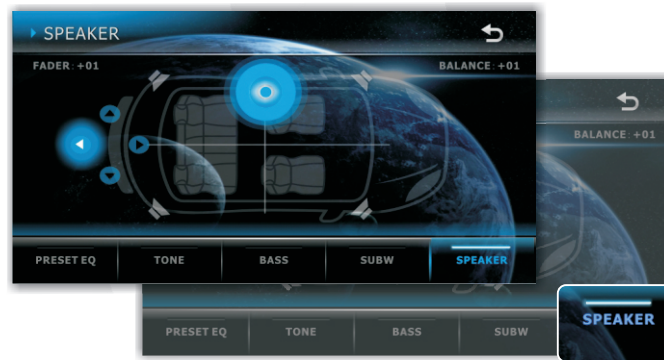 SPEAKER
FADER: +01
BALANCE: +01
PRESET EQ
TONE
BASS
SUBW
SPEAKER
BALANCE: +01
PRESET EQ
TONE
BASS
SUBW
SPEAKER